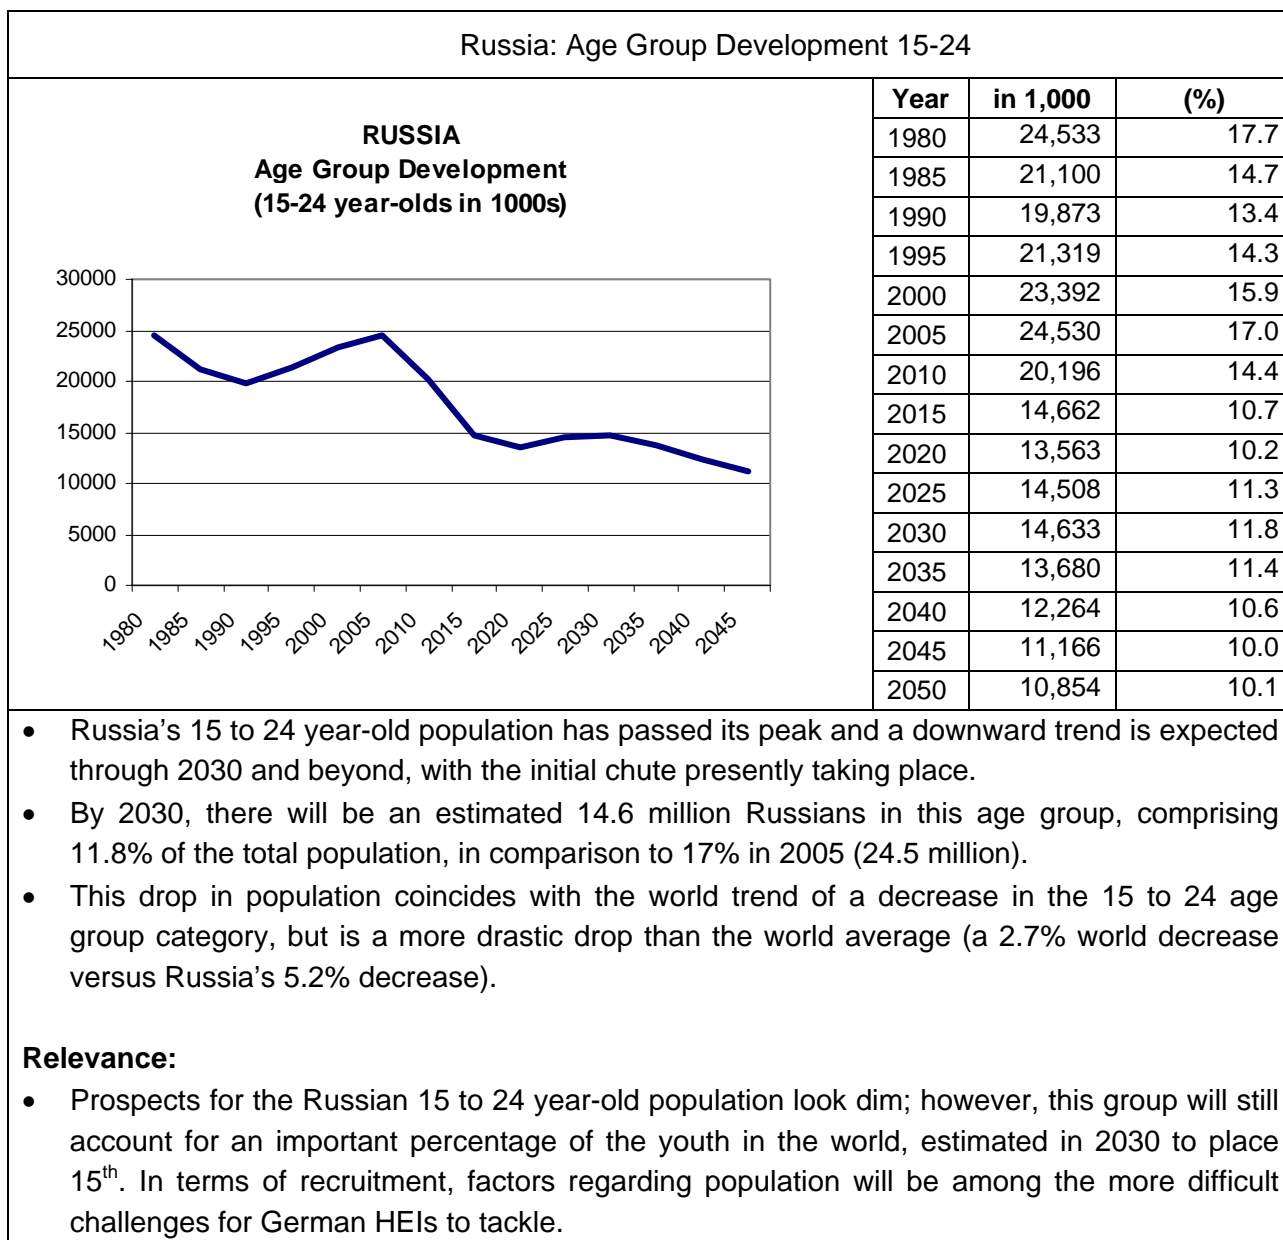 Russia: Age Group Development 15-24
RUSSIA
Age Group Development
(15-24 year-olds in 1000s)
30000
25000
20000
15000
10000
5000
0
1980
1985
1990
1995
2000
2005
2010
2015
2020
2025
2030
2035
2040
2045
Year in 1,000 (%)
1980 24,533 17.7
1985 21,100 14.7
1990 19,873 13.4
1995 21,319 14.3
2000 23,392 15.9
2005 24,530 17.0
2010 20,196 14.4
2015 14,662 10.7
2020 13,563 10.2
2025 14,508 11.3
2030 14,633 11.8
2035 13,680 11.4
2040 12,264 10.6
2045 11,166 10.0
2050 10,854 10.1
• Russia’s 15 to 24 year-old population has passed its peak and a downward trend is expected
through 2030 and beyond, with the initial chute presently taking place.
• By 2030, there will be an estimated 14.6 million Russians in this age group, comprising
11.8% of the total population, in comparison to 17% in 2005 (24.5 million).
• This drop in population coincides with the world trend of a decrease in the 15 to 24 age
group category, but is a more drastic drop than the world average (a 2.7% world decrease
versus Russia’s 5.2% decrease).
Relevance:
• Prospects for the Russian 15 to 24 year-old population look dim; however, this group will still
account for an important percentage of the youth in the world, estimated in 2030 to place
15th. In terms of recruitment, factors regarding population will be among the more difficult
challenges for German HEIs to tackle.